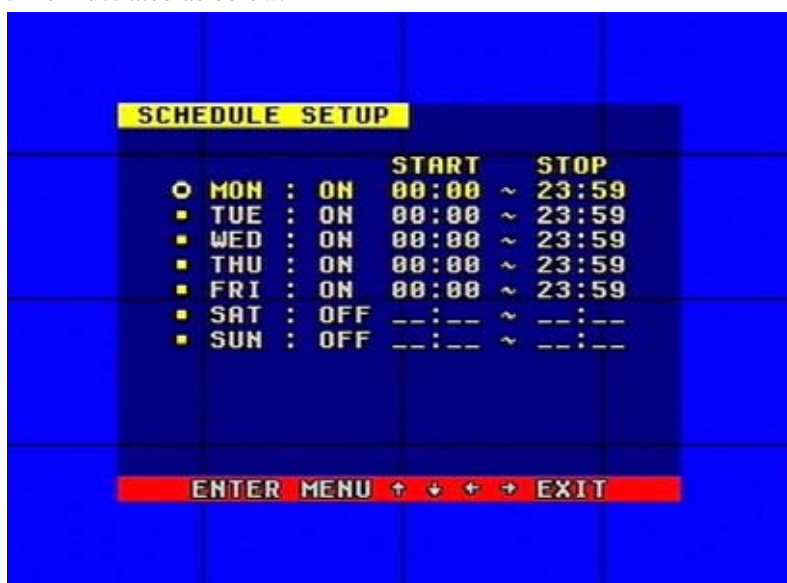 SCHEDULE SETUP
START STOP
MON : ON 00:00 ~ 23:59
TUE : ON 00:00 ~ 23:59
WED : ON 00:00 ~ 23:59
THU : ON 00:00 ~ 23:59
FRI : ON 00:00 ~ 23:59
SAT : OFF __:__ ~ __:__
SUN : OFF __:__ ~ __:__
ENTER MENU ↑ ↓ ← → EXIT